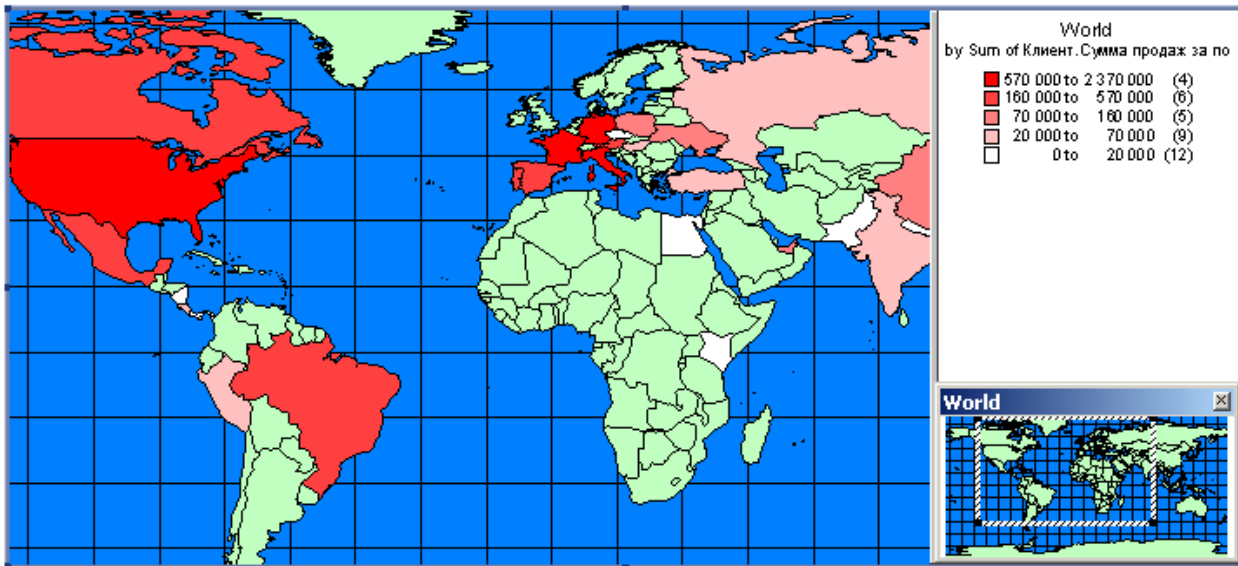 World
by Sum of Клиент.Сумма продаж за по
570 000 to 2 370 000 (4)
160 000 to 570 000 (6)
70 000 to 160 000 (5)
20 000 to 70 000 (9)
0 to 20 000 (12)
World